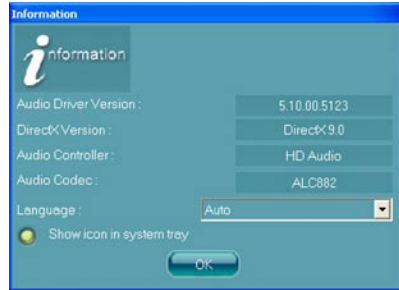 Information
information
Audio Driver Version : 5.10.00.5123
DirectX Version : DirectX 9.0
Audio Controller : HD Audio
Audio Codec : ALC882
Language : Auto
Show icon in system tray
OK